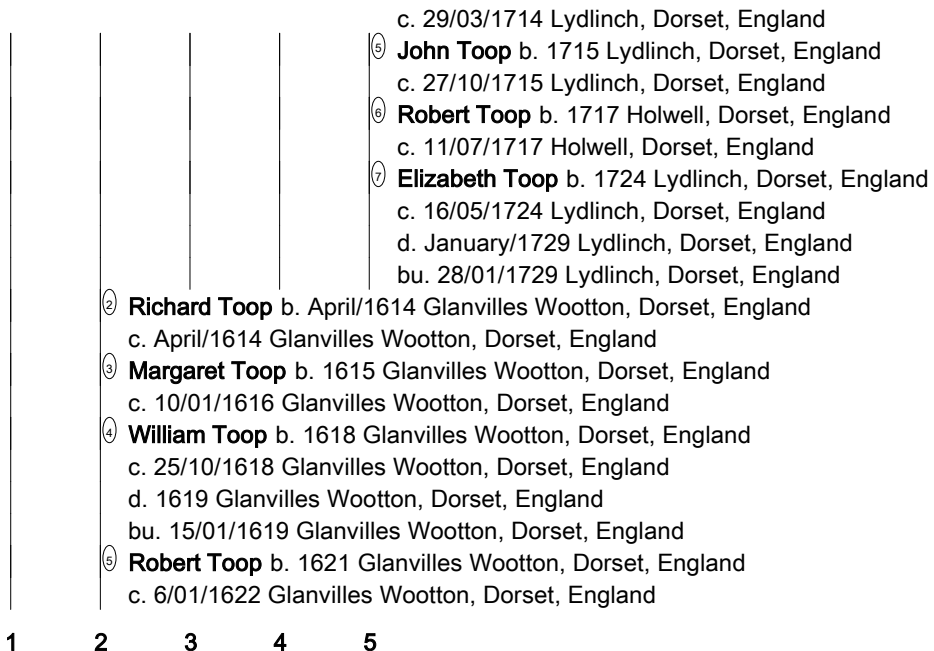 c. 29/03/1714 Lydlinch, Dorset, England
5 John Toop b. 1715 Lydlinch, Dorset, England
c. 27/10/1715 Lydlinch, Dorset, England
6 Robert Toop b. 1717 Holwell, Dorset, England
c. 11/07/1717 Holwell, Dorset, England
7 Elizabeth Toop b. 1724 Lydlinch, Dorset, England
c. 16/05/1724 Lydlinch, Dorset, England
d. January/1729 Lydlinch, Dorset, England
bu. 28/01/1729 Lydlinch, Dorset, England
2 Richard Toop b. April/1614 Glanvilles Wootton, Dorset, England
c. April/1614 Glanvilles Wootton, Dorset, England
3 Margaret Toop b. 1615 Glanvilles Wootton, Dorset, England
c. 10/01/1616 Glanvilles Wootton, Dorset, England
4 William Toop b. 1618 Glanvilles Wootton, Dorset, England
c. 25/10/1618 Glanvilles Wootton, Dorset, England
d. 1619 Glanvilles Wootton, Dorset, England
bu. 15/01/1619 Glanvilles Wootton, Dorset, England
5 Robert Toop b. 1621 Glanvilles Wootton, Dorset, England
c. 6/01/1622 Glanvilles Wootton, Dorset, England
1 2 3 4 5